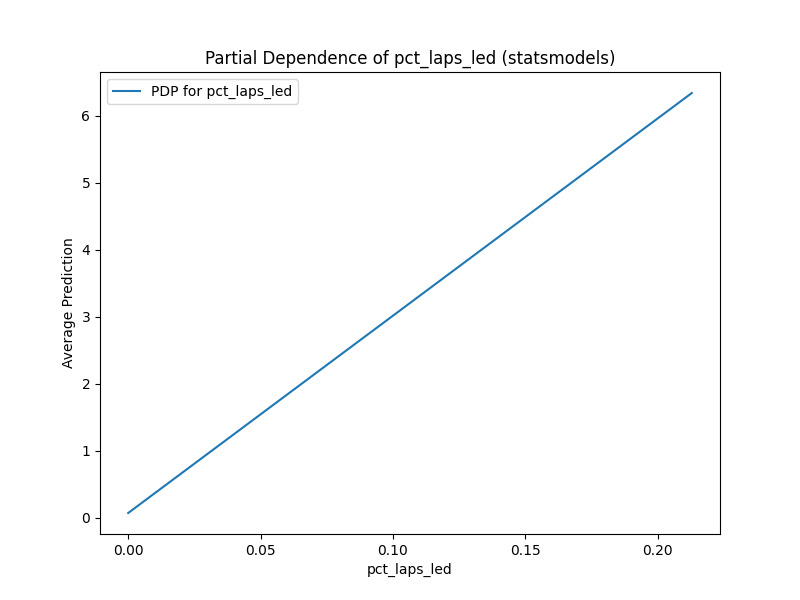 Partial Dependence of pct_laps_led (statsmodels)
PDP for pct_laps_led
6
5
4
3
2
1
0
Average Prediction
0.00 0.05 0.10 0.15 0.20
pct_laps_led